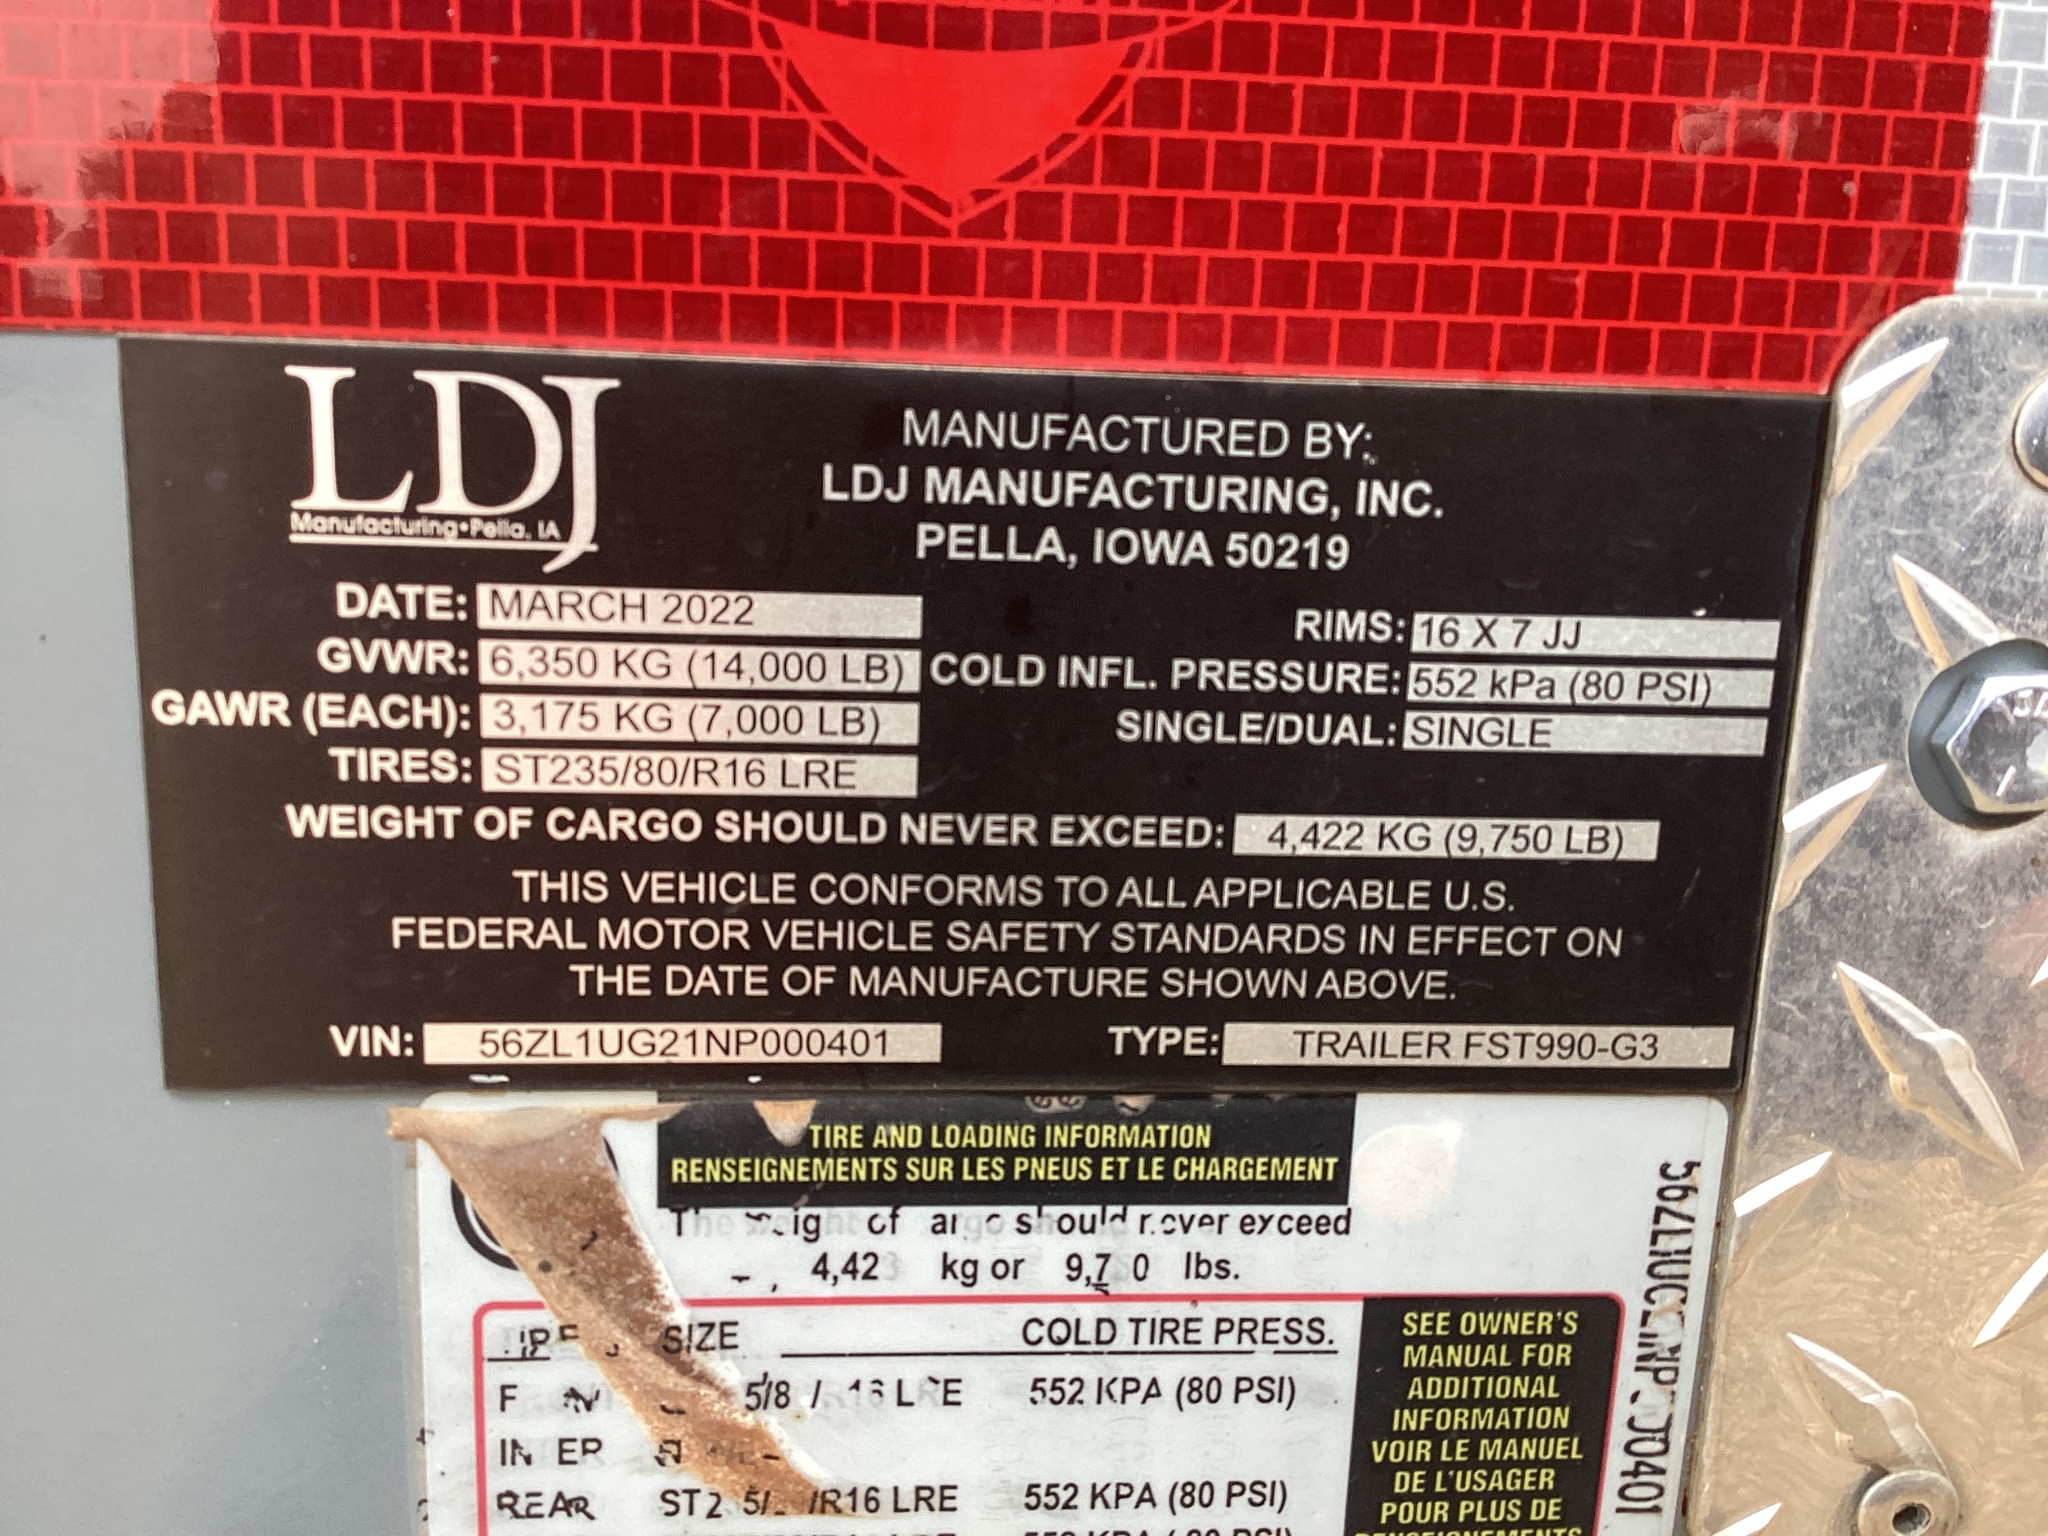 LDJ
Manufacturing•Pella, IA
MANUFACTURED BY:
LDJ MANUFACTURING, INC.
PELLA, IOWA 50219
DATE: MARCH 2022
RIMS: 16 X 7 JJ
GVWR: 6,350 KG (14,000 LB)
COLD INFL. PRESSURE: 552 kPa (80 PSI)
GAWR (EACH): 3,175 KG (7,000 LB)
SINGLE/DUAL: SINGLE
TIRES: ST235/80/R16 LRE
WEIGHT OF CARGO SHOULD NEVER EXCEED: 4,422 KG (9,750 LB)
THIS VEHICLE CONFORMS TO ALL APPLICABLE U.S.
FEDERAL MOTOR VEHICLE SAFETY STANDARDS IN EFFECT ON
THE DATE OF MANUFACTURE SHOWN ABOVE.
VIN: 56ZL1UG21NP000401
TYPE: TRAILER FST990-G3
TIRE AND LOADING INFORMATION
RENSEIGNEMENTS SUR LES PNEUS ET LE CHARGEMENT
The weight of cargo should never exceed
kg or lbs.
SIZE COLD TIRE PRESS.
552 KPA (80 PSI)
REAR LRE 552 KPA (80 PSI)
SEE OWNER'S
MANUAL FOR
ADDITIONAL
INFORMATION
VOIR LE MANUEL
DE L'USAGER
POUR PLUS DE